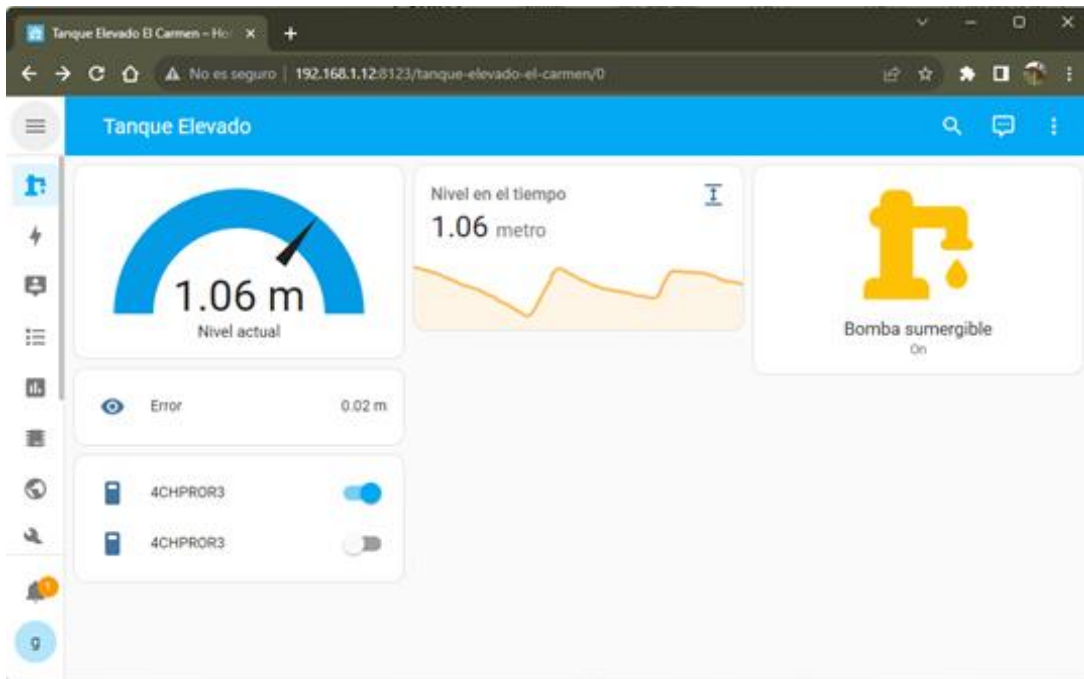 Tanque Elevado El Carmen – Ho
No es seguro | 192.168.1.12:8123/tanque-elevado-el-carmen/0
Tanque Elevado
1.06 m
Nivel actual
Nivel en el tiempo
1.06 metro
Bomba sumergible
On
Error 0.02 m
4CHPROR3
4CHPROR3
g